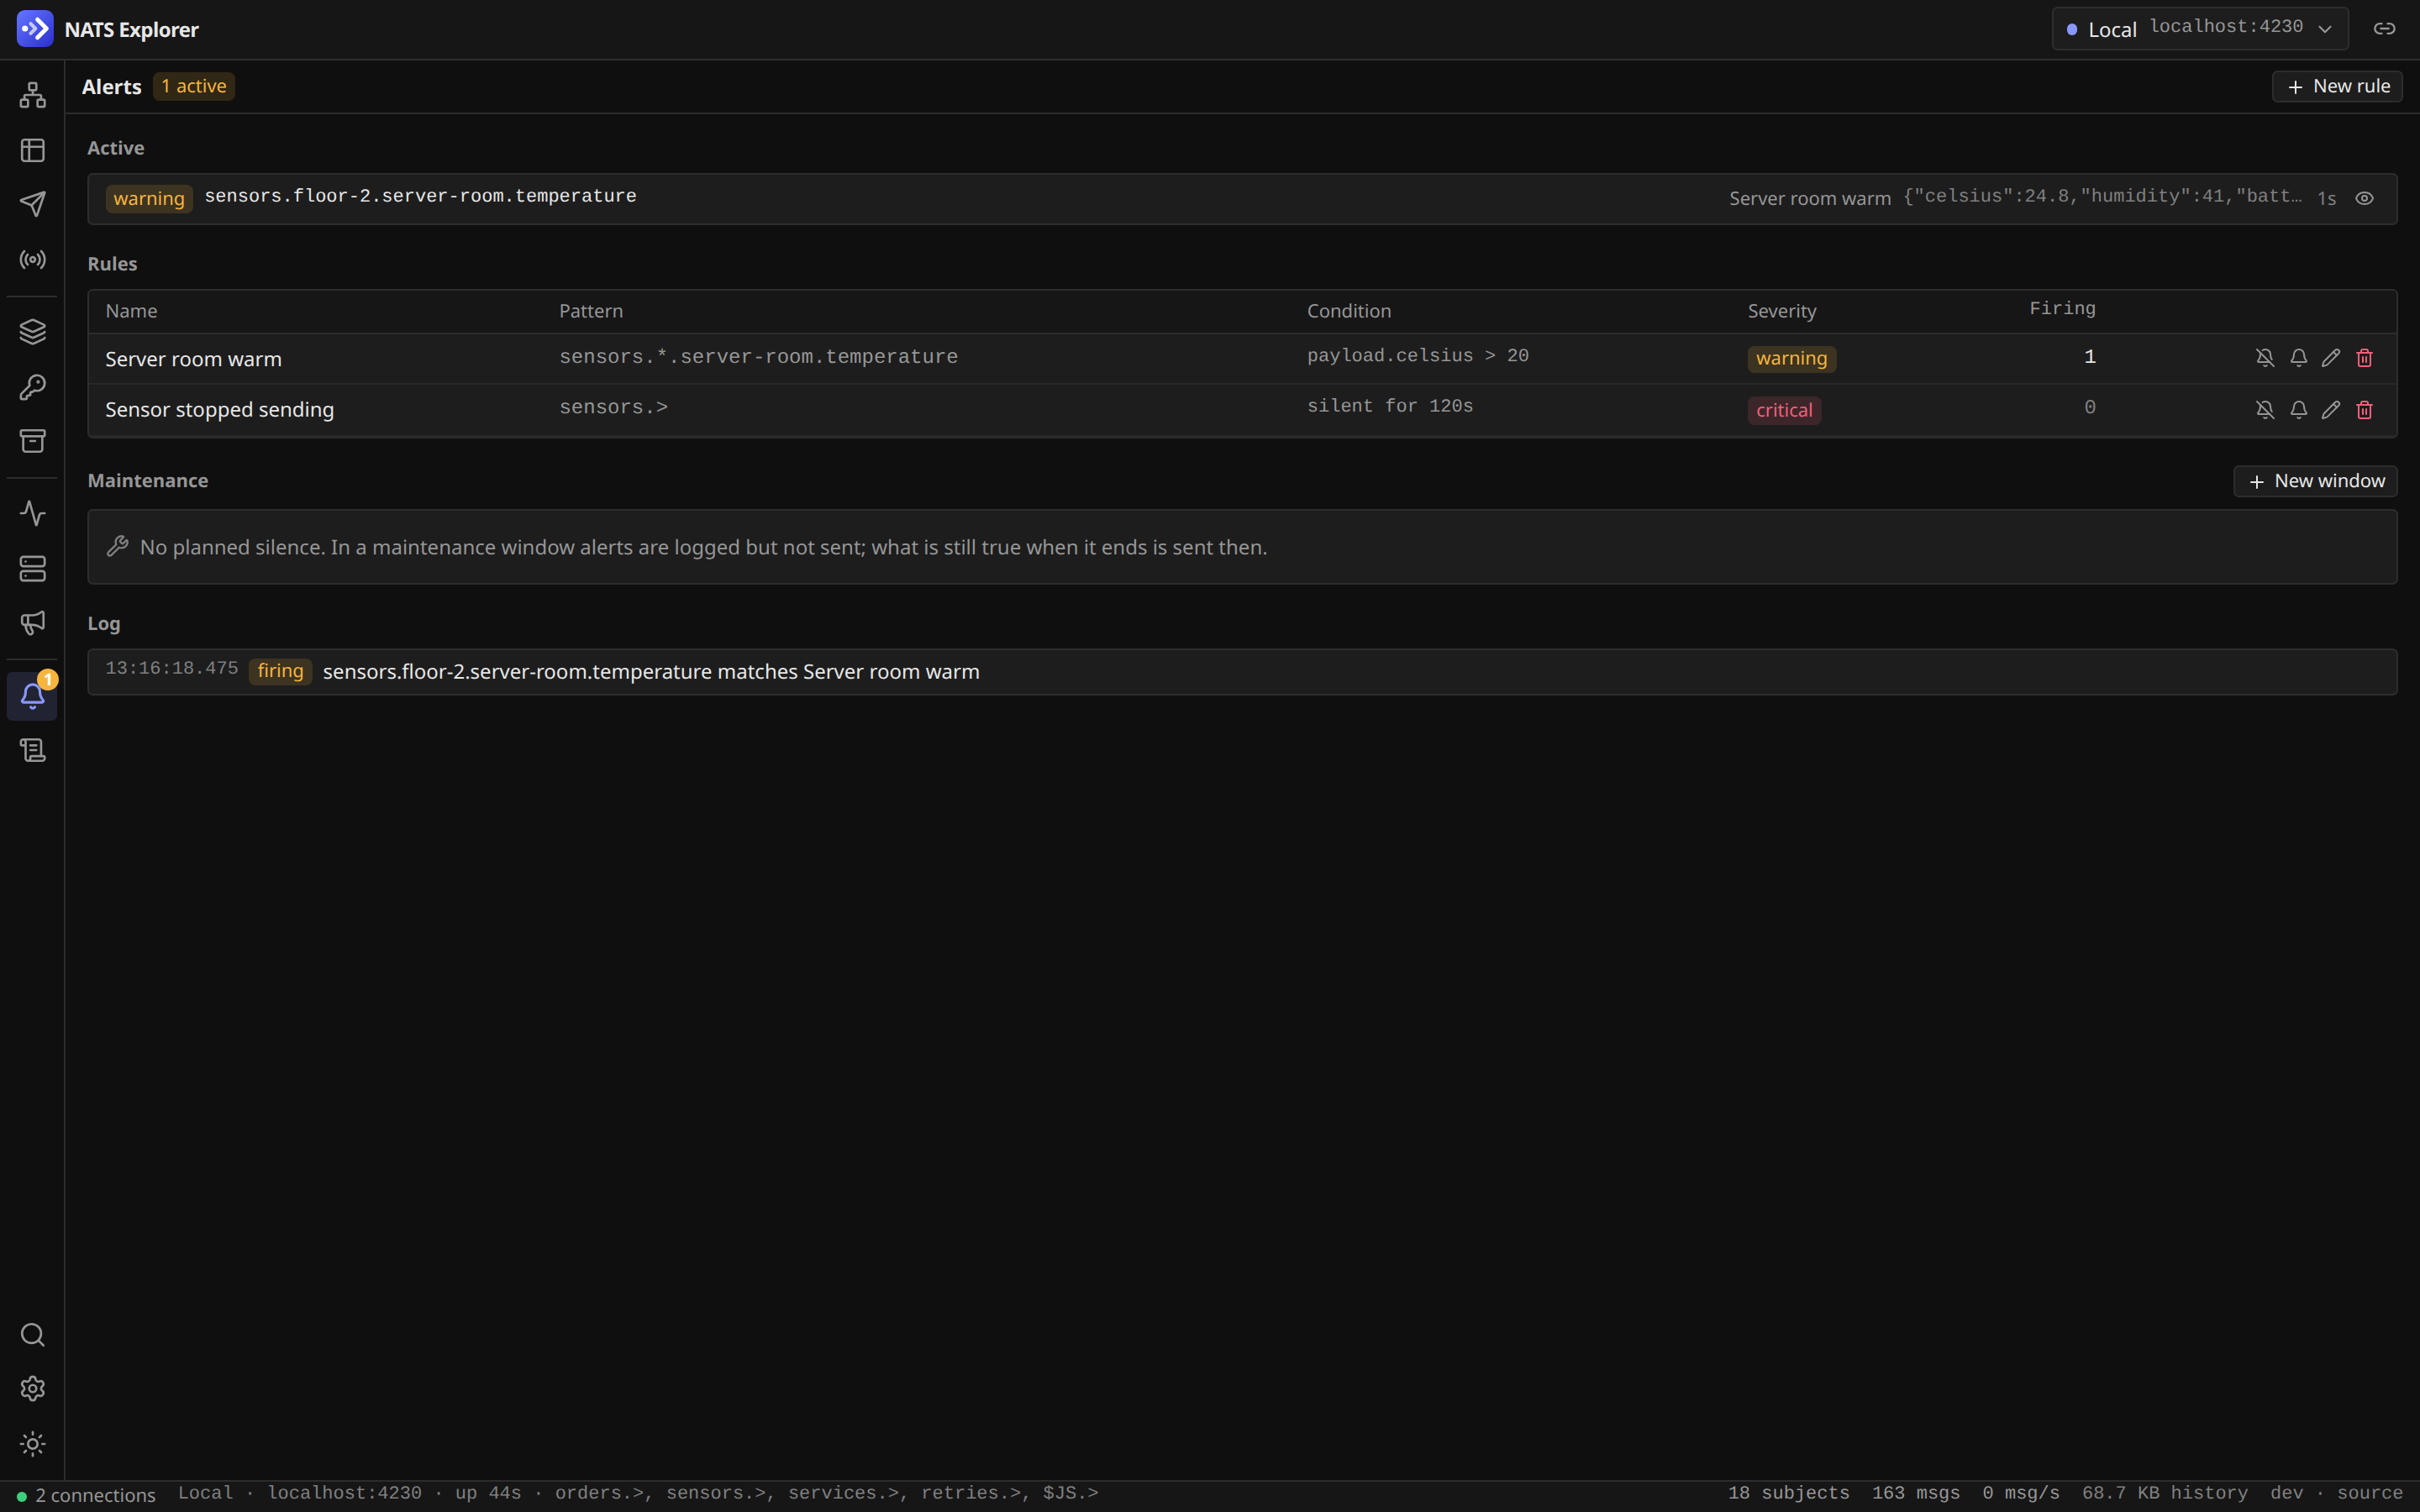 NATS Explorer
Local localhost:4230
Alerts 1 active
New rule
Active
warning sensors.floor-2.server-room.temperature Server room warm {"celsius":24.8,"humidity":41,"batt… 1s
Rules
Name Pattern Condition Severity Firing
Server room warm sensors.*.server-room.temperature payload.celsius > 20 warning 1
Sensor stopped sending sensors.> silent for 120s critical 0
Maintenance
New window
No planned silence. In a maintenance window alerts are logged but not sent; what is still true when it ends is sent then.
Log
13:16:18.475 firing sensors.floor-2.server-room.temperature matches Server room warm
1
2 connections Local · localhost:4230 · up 44s · orders.>, sensors.>, services.>, retries.>, $JS.> 18 subjects 163 msgs 0 msg/s 68.7 KB history dev · source